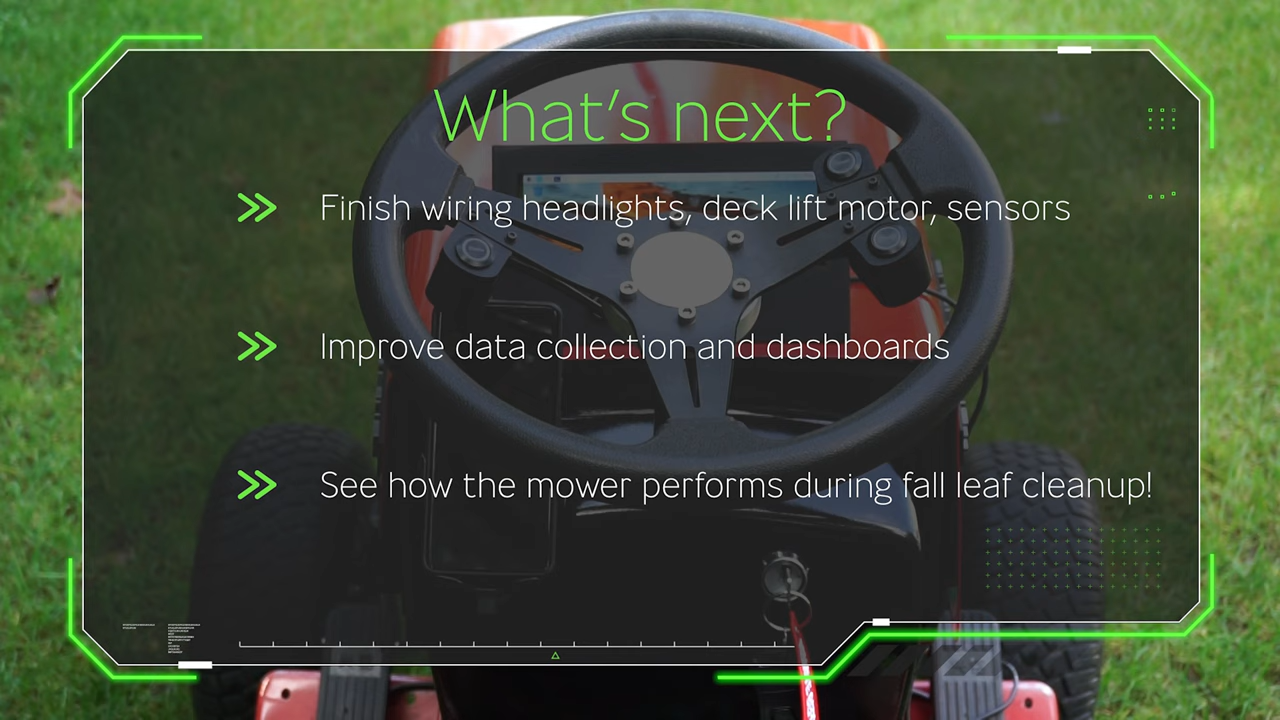 What's next?
Finish wiring headlights, deck lift motor, sensors
Improve data collection and dashboards
See how the mower performs during fall leaf cleanup!